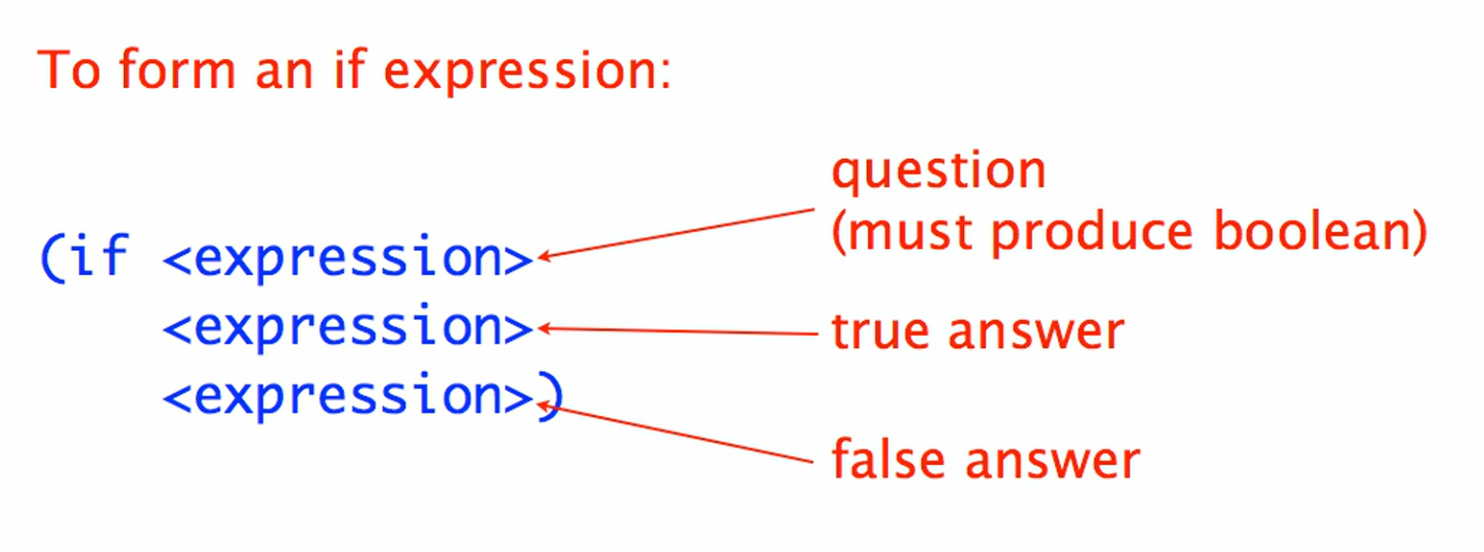 To form an if expression:
question
(must produce boolean)
(if <expression>
<expression>
true answer
<expression>)
false answer